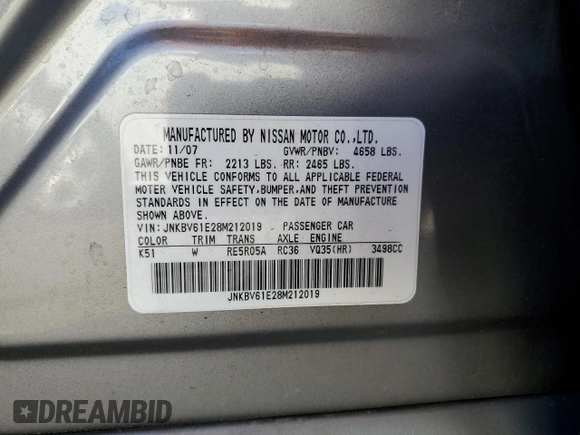 MANUFACTURED BY NISSAN MOTOR CO.,LTD.
DATE: 11/07 GVWR/PNBV: 4658 LBS.
GAWR/PNBE FR: 2213 LBS. RR: 2465 LBS.
THIS VEHICLE CONFORMS TO ALL APPLICABLE FEDERAL
MOTER VEHICLE SAFETY,BUMPER,AND THEFT PREVENTION
STANDARDS IN EFFECT ON THE DATE OF MANUFACTURE
SHOWN ABOVE.
VIN: JNKBV61E28M212019 PASSENGER CAR
COLOR TRIM TRANS AXLE ENGINE
K51 W RE5R05A RC36 VQ35(HR) 3498CC
JNKBV61E28M212019
DREAMBID